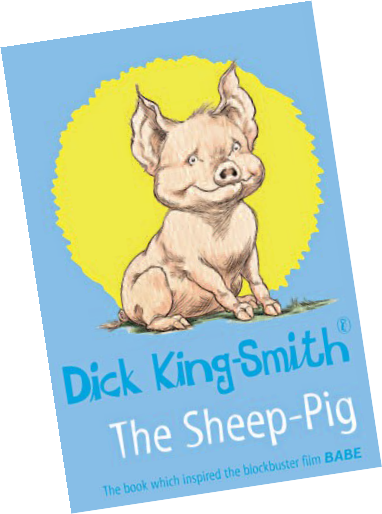 Dick King-Smith
The Sheep-Pig
The book which inspired the blockbuster film BABE